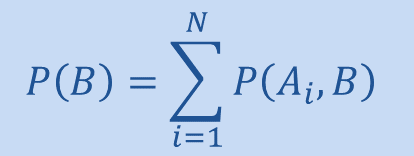 P(B) = \sum_{i=1}^{N} P(A_i, B)